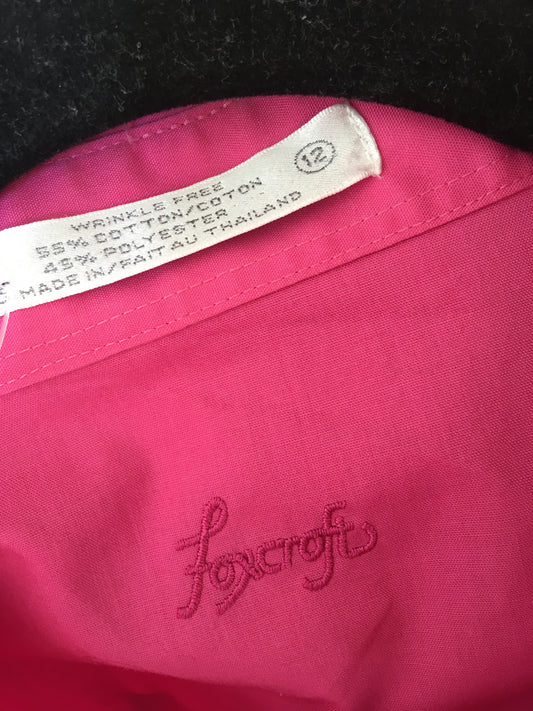 12
WRINKLE FREE
55% COTTON/COTON
45% POLYESTER
MADE IN/FAIT AU THAILAND
foxcroft